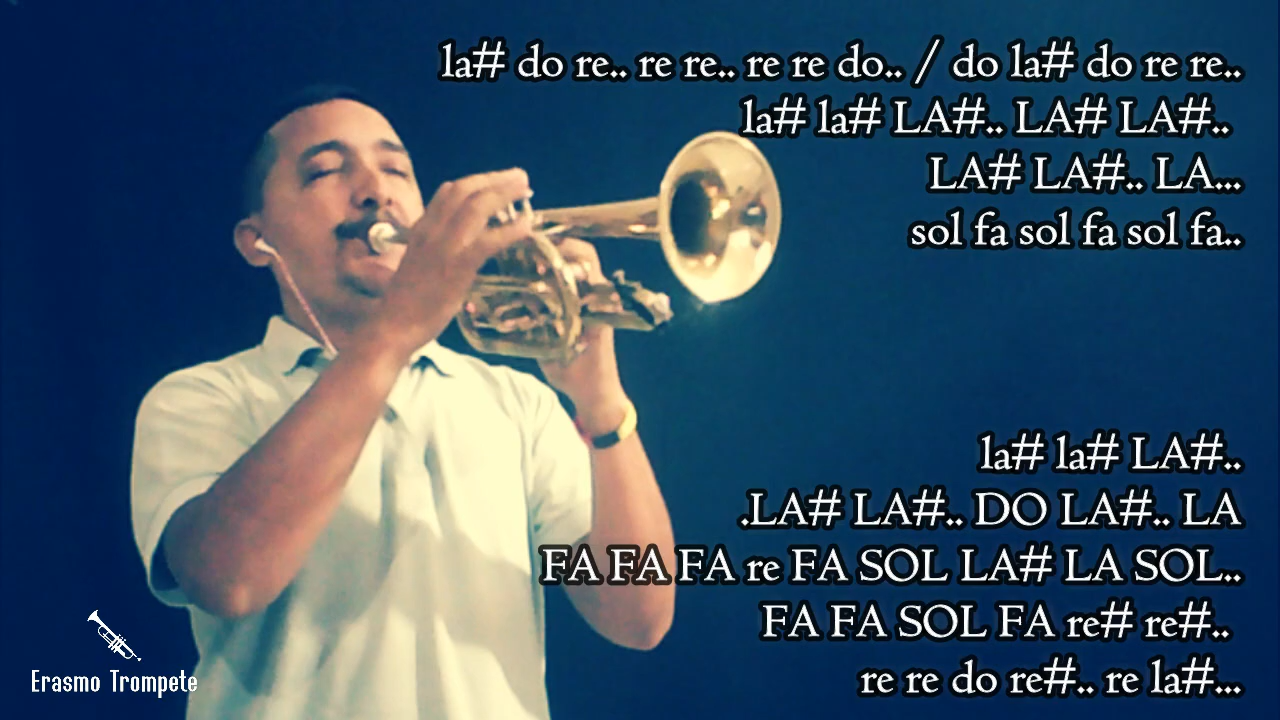 la# do re.. re re.. re re do.. / do la# do re re..
la# la# LA#.. LA# LA#..
LA# LA#.. LA...
sol fa sol fa sol fa..
la# la# LA#..
.LA# LA#.. DO LA#.. LA
FA FA FA re FA SOL LA# LA SOL..
FA FA SOL FA re# re#..
re re do re#.. re la#...
Erasmo Trompete